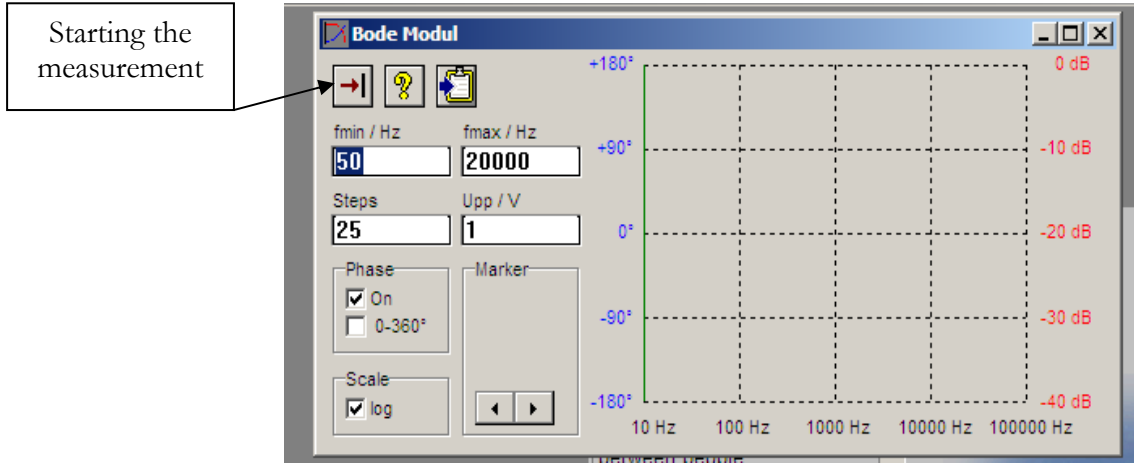 Starting the
measurement
Bode Modul
fmin / Hz
fmax / Hz
50
20000
Steps
Upp / V
25
1
Phase
On
0-360°
Marker
Scale
log
+180°
+90°
0°
-90°
-180°
0 dB
-10 dB
-20 dB
-30 dB
-40 dB
10 Hz
100 Hz
1000 Hz
10000 Hz
100000 Hz
between people